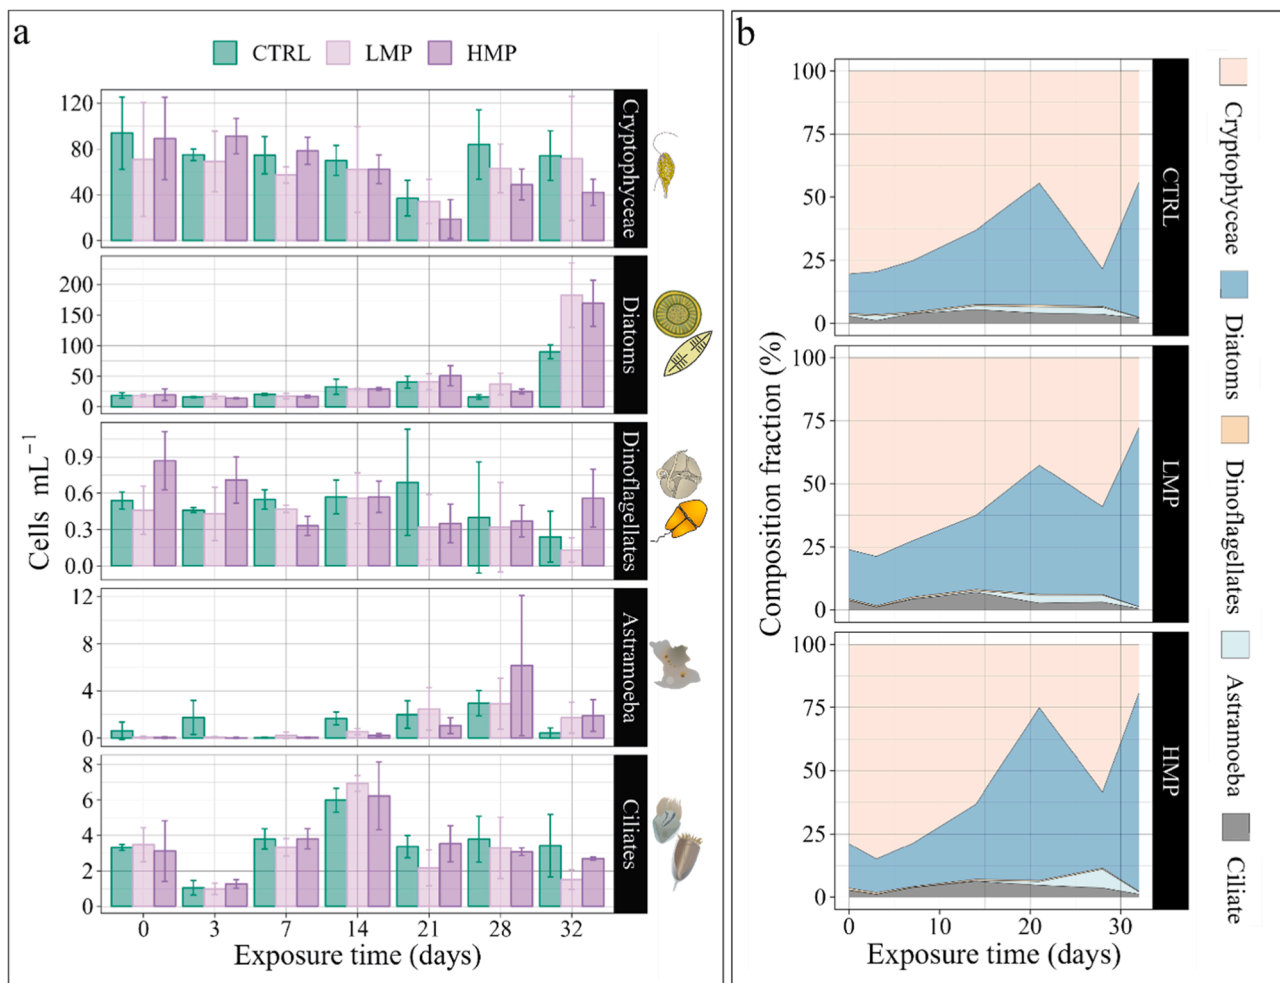 a
CTRL LMP HMP
120
80
40
0
Cryptophyceae
200
150
100
50
0
Diatoms
0.9
0.6
0.3
0.0
Dinoflagellates
12
8
4
0
Astramoeba
8
6
4
2
0
Ciliates
Cells mL⁻¹
0 3 7 14 21 28 32
Exposure time (days)
b
100
75
50
25
0
CTRL
100
75
50
25
0
LMP
100
75
50
25
0
HMP
Composition fraction (%)
0 10 20 30
Exposure time (days)
Cryptophyceae
Diatoms
Dinoflagellates
Astramoeba
Ciliate